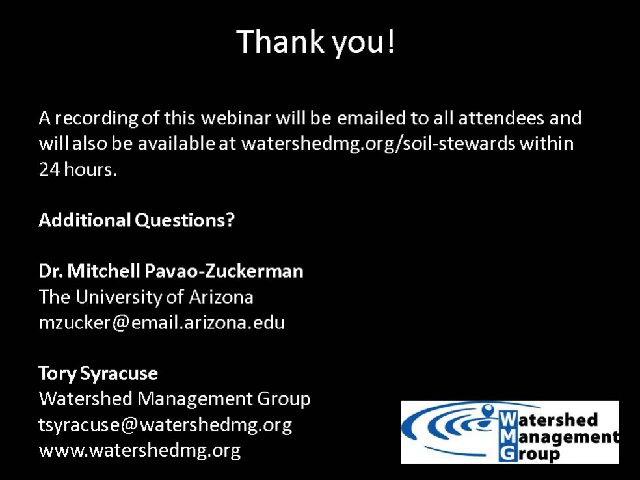 Thank you!
A recording of this webinar will be emailed to all attendees and
will also be available at watershedmg.org/soil-stewards within
24 hours.
Additional Questions?
Dr. Mitchell Pavao-Zuckerman
The University of Arizona
mzucker@email.arizona.edu
Tory Syracuse
Watershed Management Group
tsyracuse@watershedmg.org
www.watershedmg.org
Watershed
Management
Group